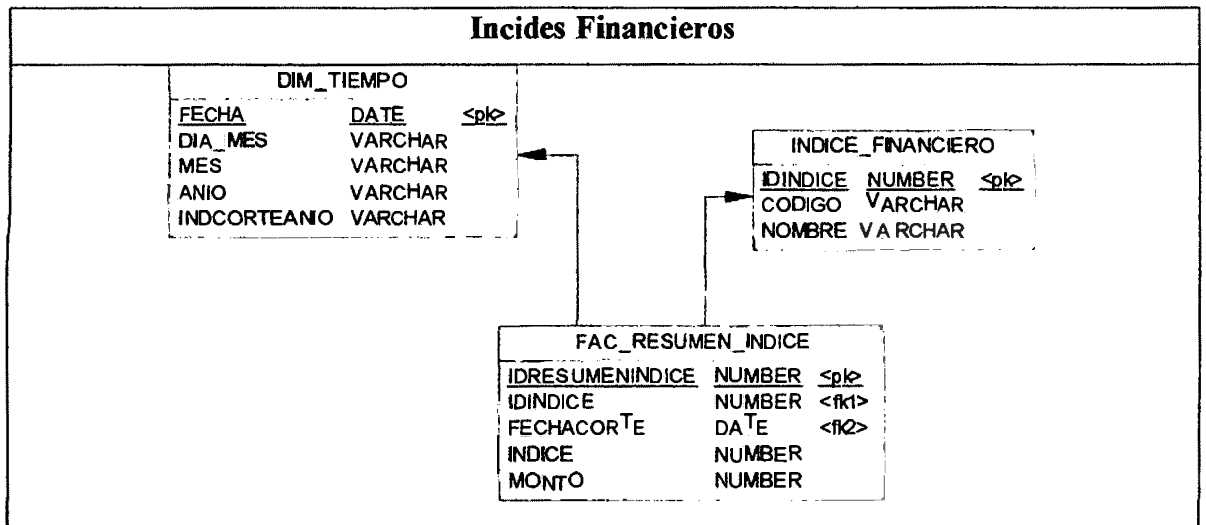 Incides Financieros
DIM_TIEMPO
FECHA DATE <pk>
DIA_MES VARCHAR
MES VARCHAR
ANIO VARCHAR
INDCORTEANIO VARCHAR
INDICE_FINANCIERO
IDINDICE NUMBER <pk>
CODIGO VARCHAR
NOMBRE VARCHAR
FAC_RESUMEN_INDICE
IDRESUMENINDICE NUMBER <pk>
IDINDICE NUMBER <fk1>
FECHACORTE DATE <fk2>
INDICE NUMBER
MONTO NUMBER